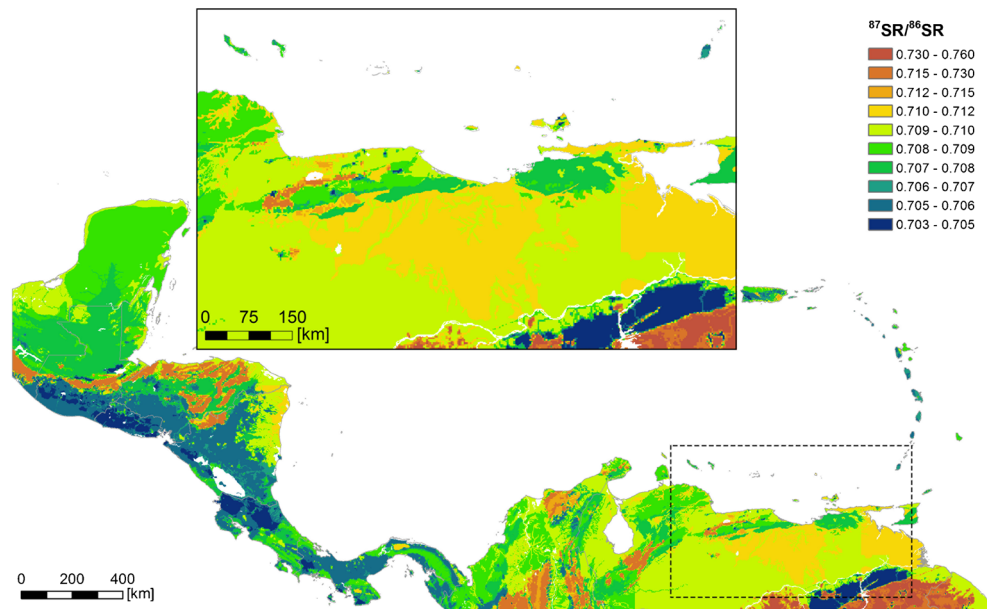 ⁸⁷SR/⁸⁶SR
0.730 - 0.760
0.715 - 0.730
0.712 - 0.715
0.710 - 0.712
0.709 - 0.710
0.708 - 0.709
0.707 - 0.708
0.706 - 0.707
0.705 - 0.706
0.703 - 0.705
0 75 150
[km]
0 200 400
[km]